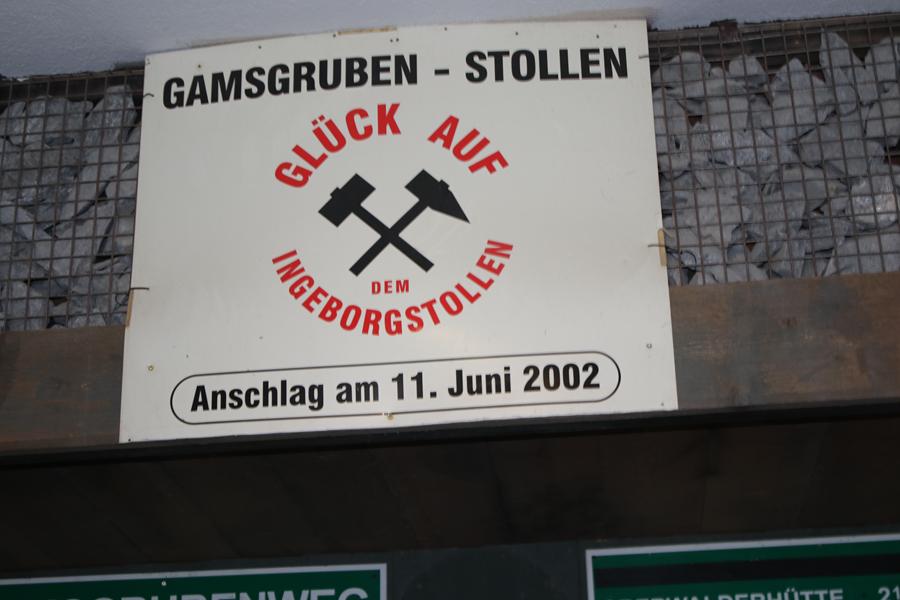 GAMSGRUBEN - STOLLEN
GLÜCK AUF
DEM
INGEBORGSTOLLEN
Anschlag am 11. Juni 2002